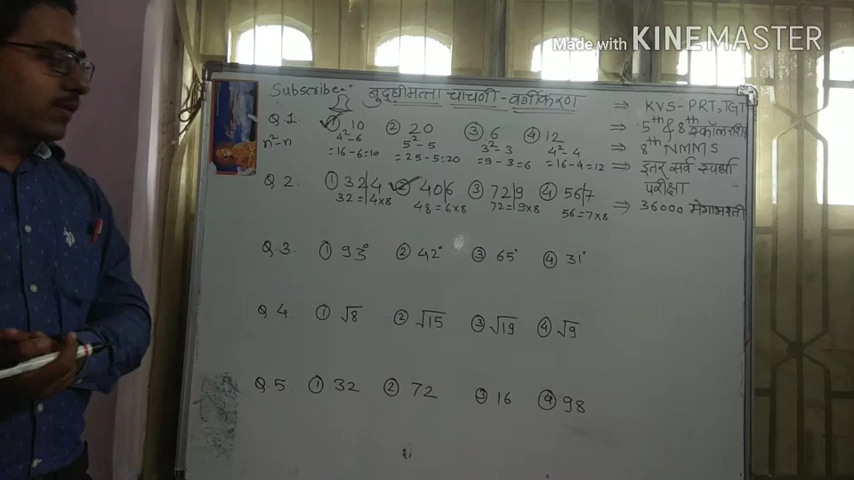 Made with KINEMASTER
Subscribe:- बुद्धीमत्ता चाचणी - वर्गीकरण
⇒ KVS-PRT, TGT
⇒ 5th & 8th स्कॉलरशिप
⇒ 8th NMMS
⇒ इतर सर्व स्पर्धा
परीक्षा
⇒ 36000 मेगाभरती
Q.1 ① 10 ② 20 ③ 6 ④ 12
n²-n 4²-6 5²-5 3²-3 4²-4
=16-6=10 =25-5=20 =9-3=6 =16-4=12
Q.2. ① 32|4 ② 40|6 ③ 72|9 ④ 56|7
32=4x8 48=6x8 72=9x8 56=7x8
Q.3. ① 93° ② 42° ③ 65° ④ 31°
Q.4. ① √8 ② √15 ③ √19 ④ √9
Q.5. ① 32 ② 72 ③ 16 ④ 98